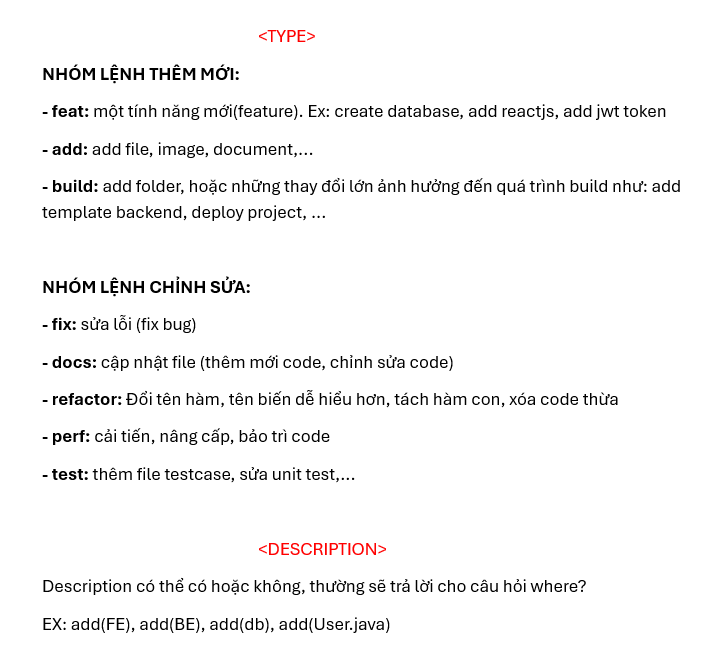 <TYPE>
NHÓM LỆNH THÊM MỚI:
- feat: một tính năng mới(feature). Ex: create database, add reactjs, add jwt token
- add: add file, image, document,...
- build: add folder, hoặc những thay đổi lớn ảnh hưởng đến quá trình build như: add
template backend, deploy project, ...
NHÓM LỆNH CHỈNH SỬA:
- fix: sửa lỗi (fix bug)
- docs: cập nhật file (thêm mới code, chỉnh sửa code)
- refactor: Đổi tên hàm, tên biến dễ hiểu hơn, tách hàm con, xóa code thừa
- perf: cải tiến, nâng cấp, bảo trì code
- test: thêm file testcase, sửa unit test,...
<DESCRIPTION>
Description có thể có hoặc không, thường sẽ trả lời cho câu hỏi where?
EX: add(FE), add(BE), add(db), add(User.java)